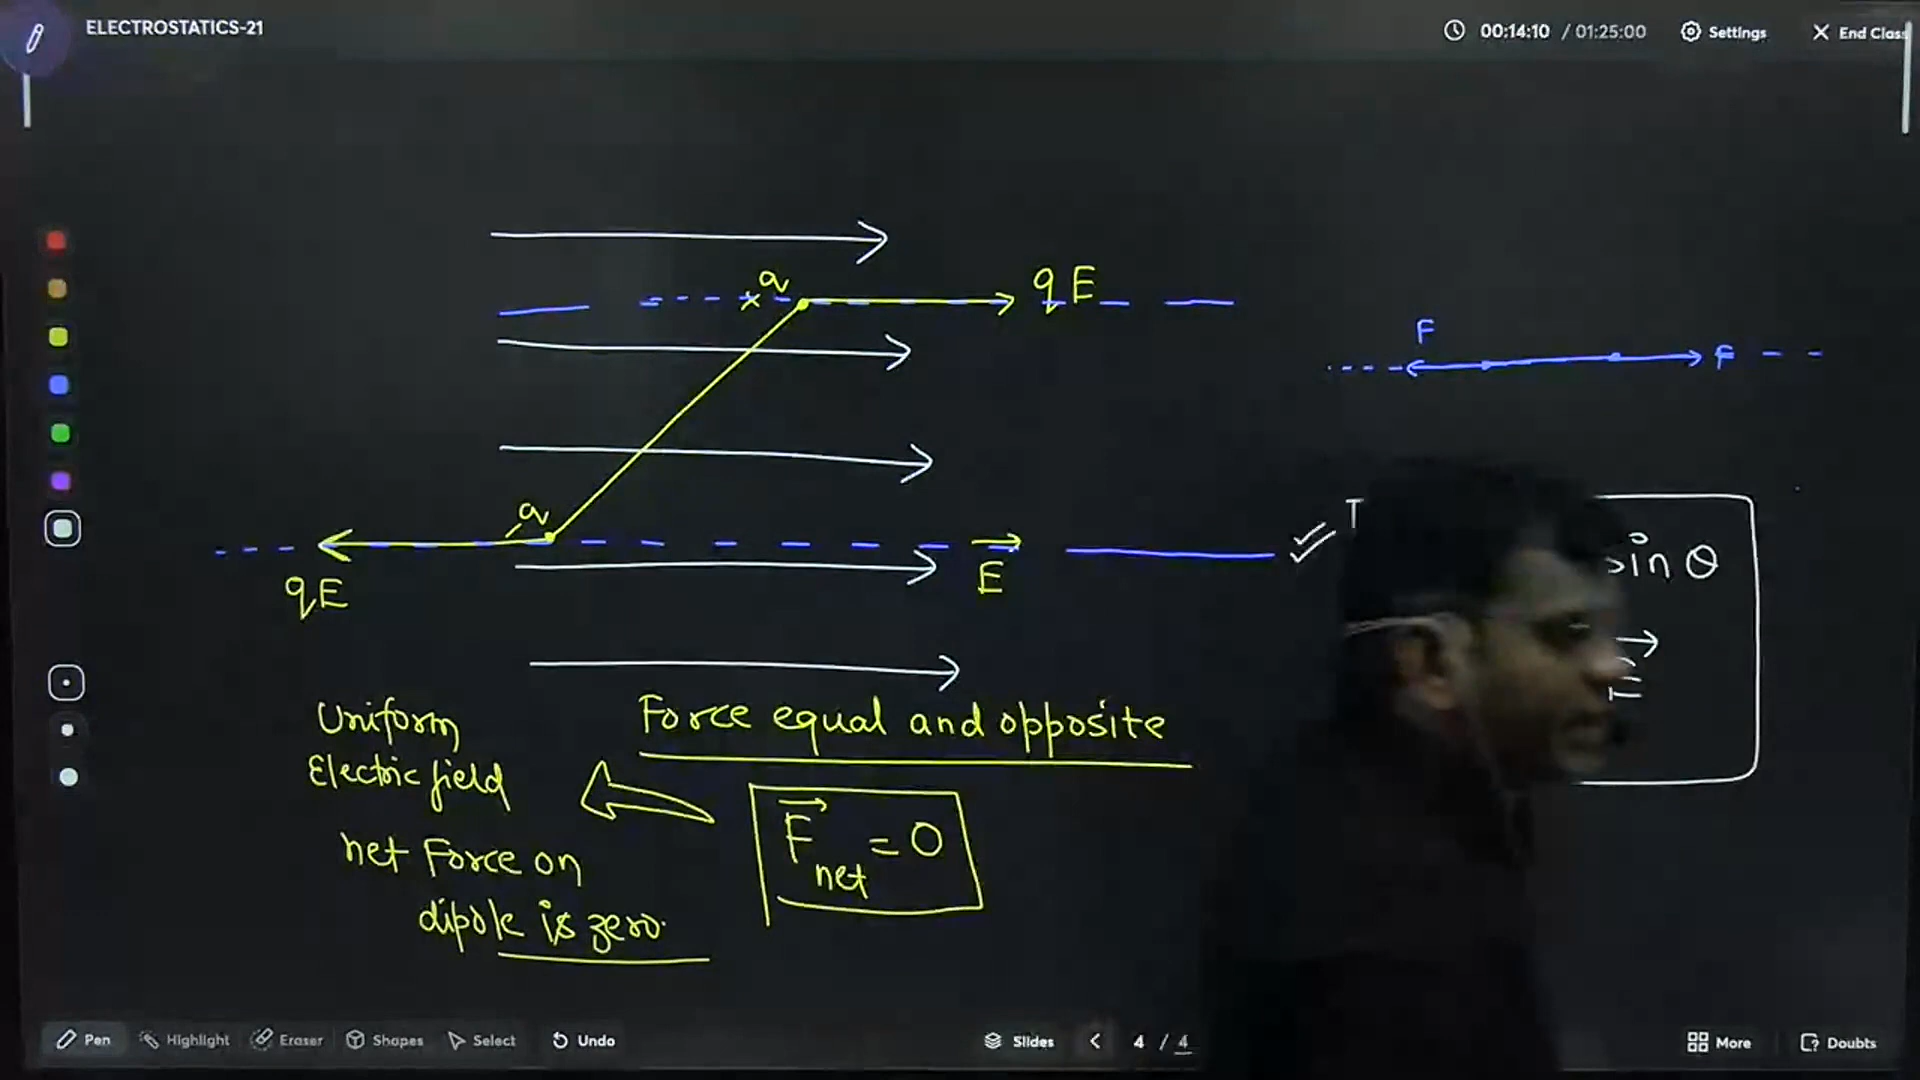 ELECTROSTATICS-21
00:14:10 / 01:25:00
Settings
End Class
q
qE
F
F
-q
qE
E
T
sin θ
E
Uniform
Electric field
net Force on
dipole is zero.
Force equal and opposite
F net = 0
Pen
Highlight
Eraser
Shapes
Select
Undo
Slides
4 / 4
More
Doubts